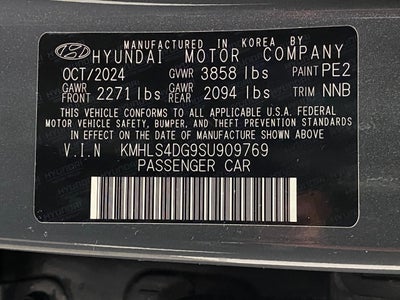 MANUFACTURED IN KOREA BY
HYUNDAI MOTOR COMPANY
OCT/2024 GVWR 3858 lbs PAINT PE2
GAWR FRONT 2271 lbs GAWR REAR 2094 lbs TRIM NNB
THIS VEHICLE CONFORMS TO ALL APPLICABLE U.S.A. FEDERAL
MOTOR VEHICLE SAFETY, BUMPER, AND THEFT PREVENTION
STANDARDS IN EFFECT ON THE DATE OF MANUFACTURE SHOWN ABOVE.
V.I.N KMHLS4DG9SU909769
PASSENGER CAR